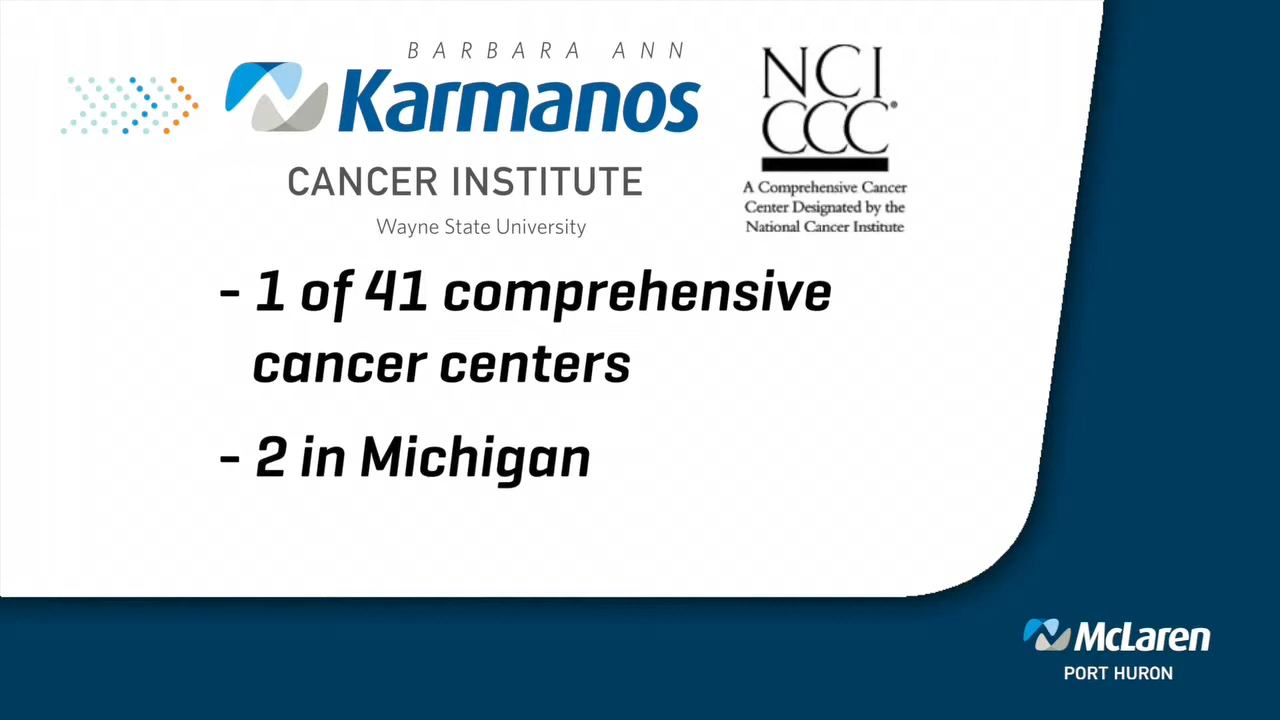 BARBARA ANN
Karmanos
CANCER INSTITUTE
Wayne State University
NCI
CCC®
A Comprehensive Cancer
Center Designated by the
National Cancer Institute
- 1 of 41 comprehensive
cancer centers
- 2 in Michigan
McLaren
PORT HURON